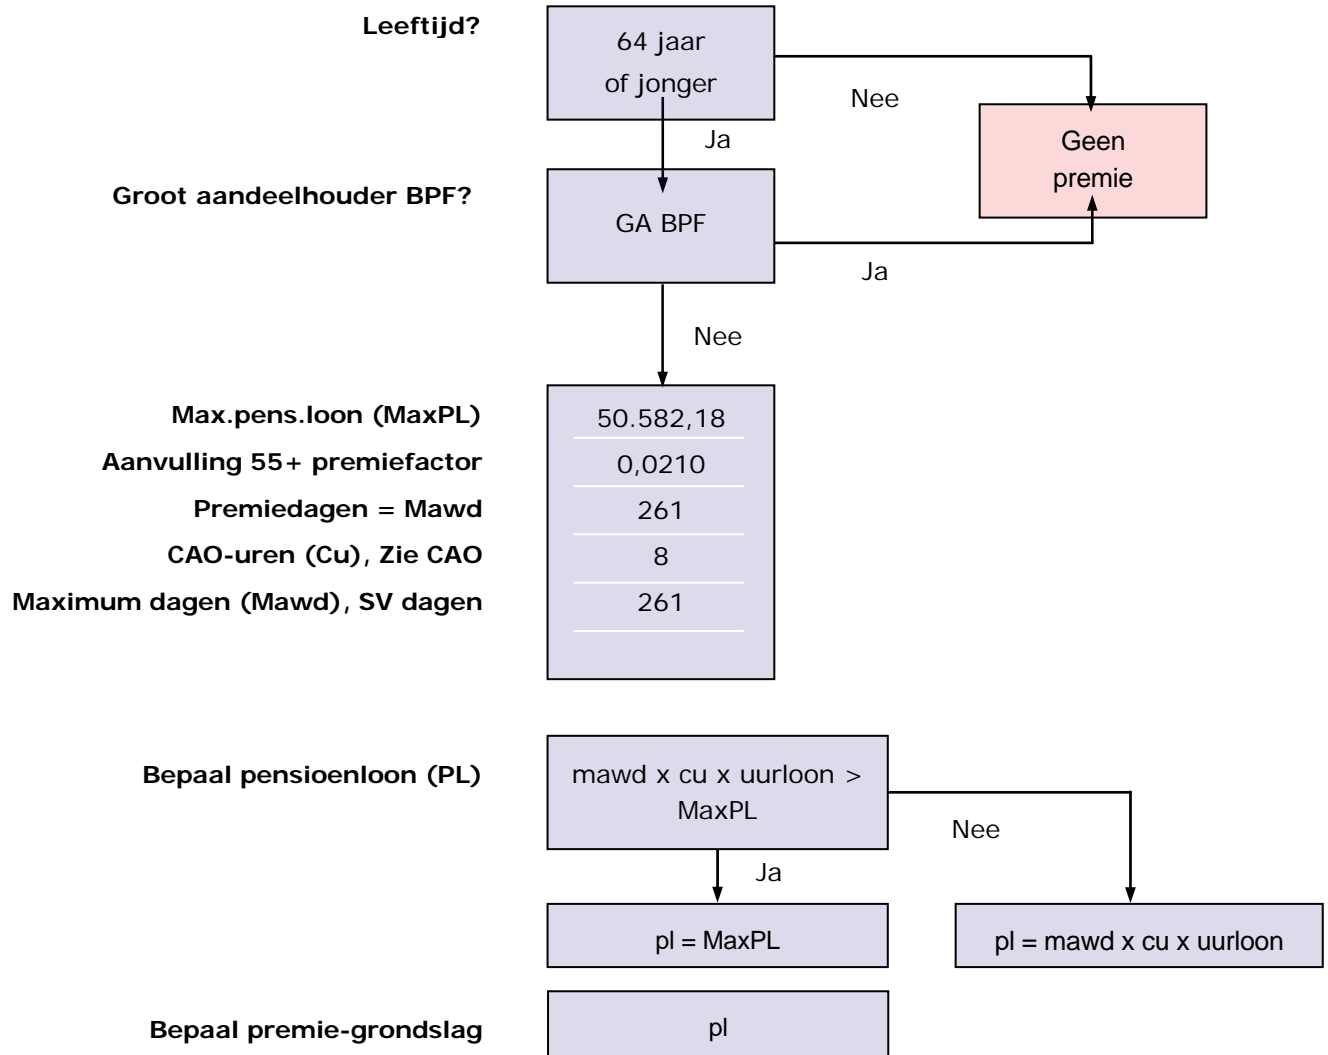 Leeftijd?
64 jaar
of jonger
Nee
Geen
premie
Ja
Groot aandeelhouder BPF?
GA BPF
Ja
Nee
Max.pens.loon (MaxPL)
50.582,18
Aanvulling 55+ premiefactor
0,0210
Premiedagen = Mawd
261
CAO-uren (Cu), Zie CAO
8
Maximum dagen (Mawd), SV dagen
261
Bepaal pensioenloon (PL)
mawd x cu x uurloon >
MaxPL
Nee
Ja
pl = MaxPL
pl = mawd x cu x uurloon
Bepaal premie-grondslag
pl